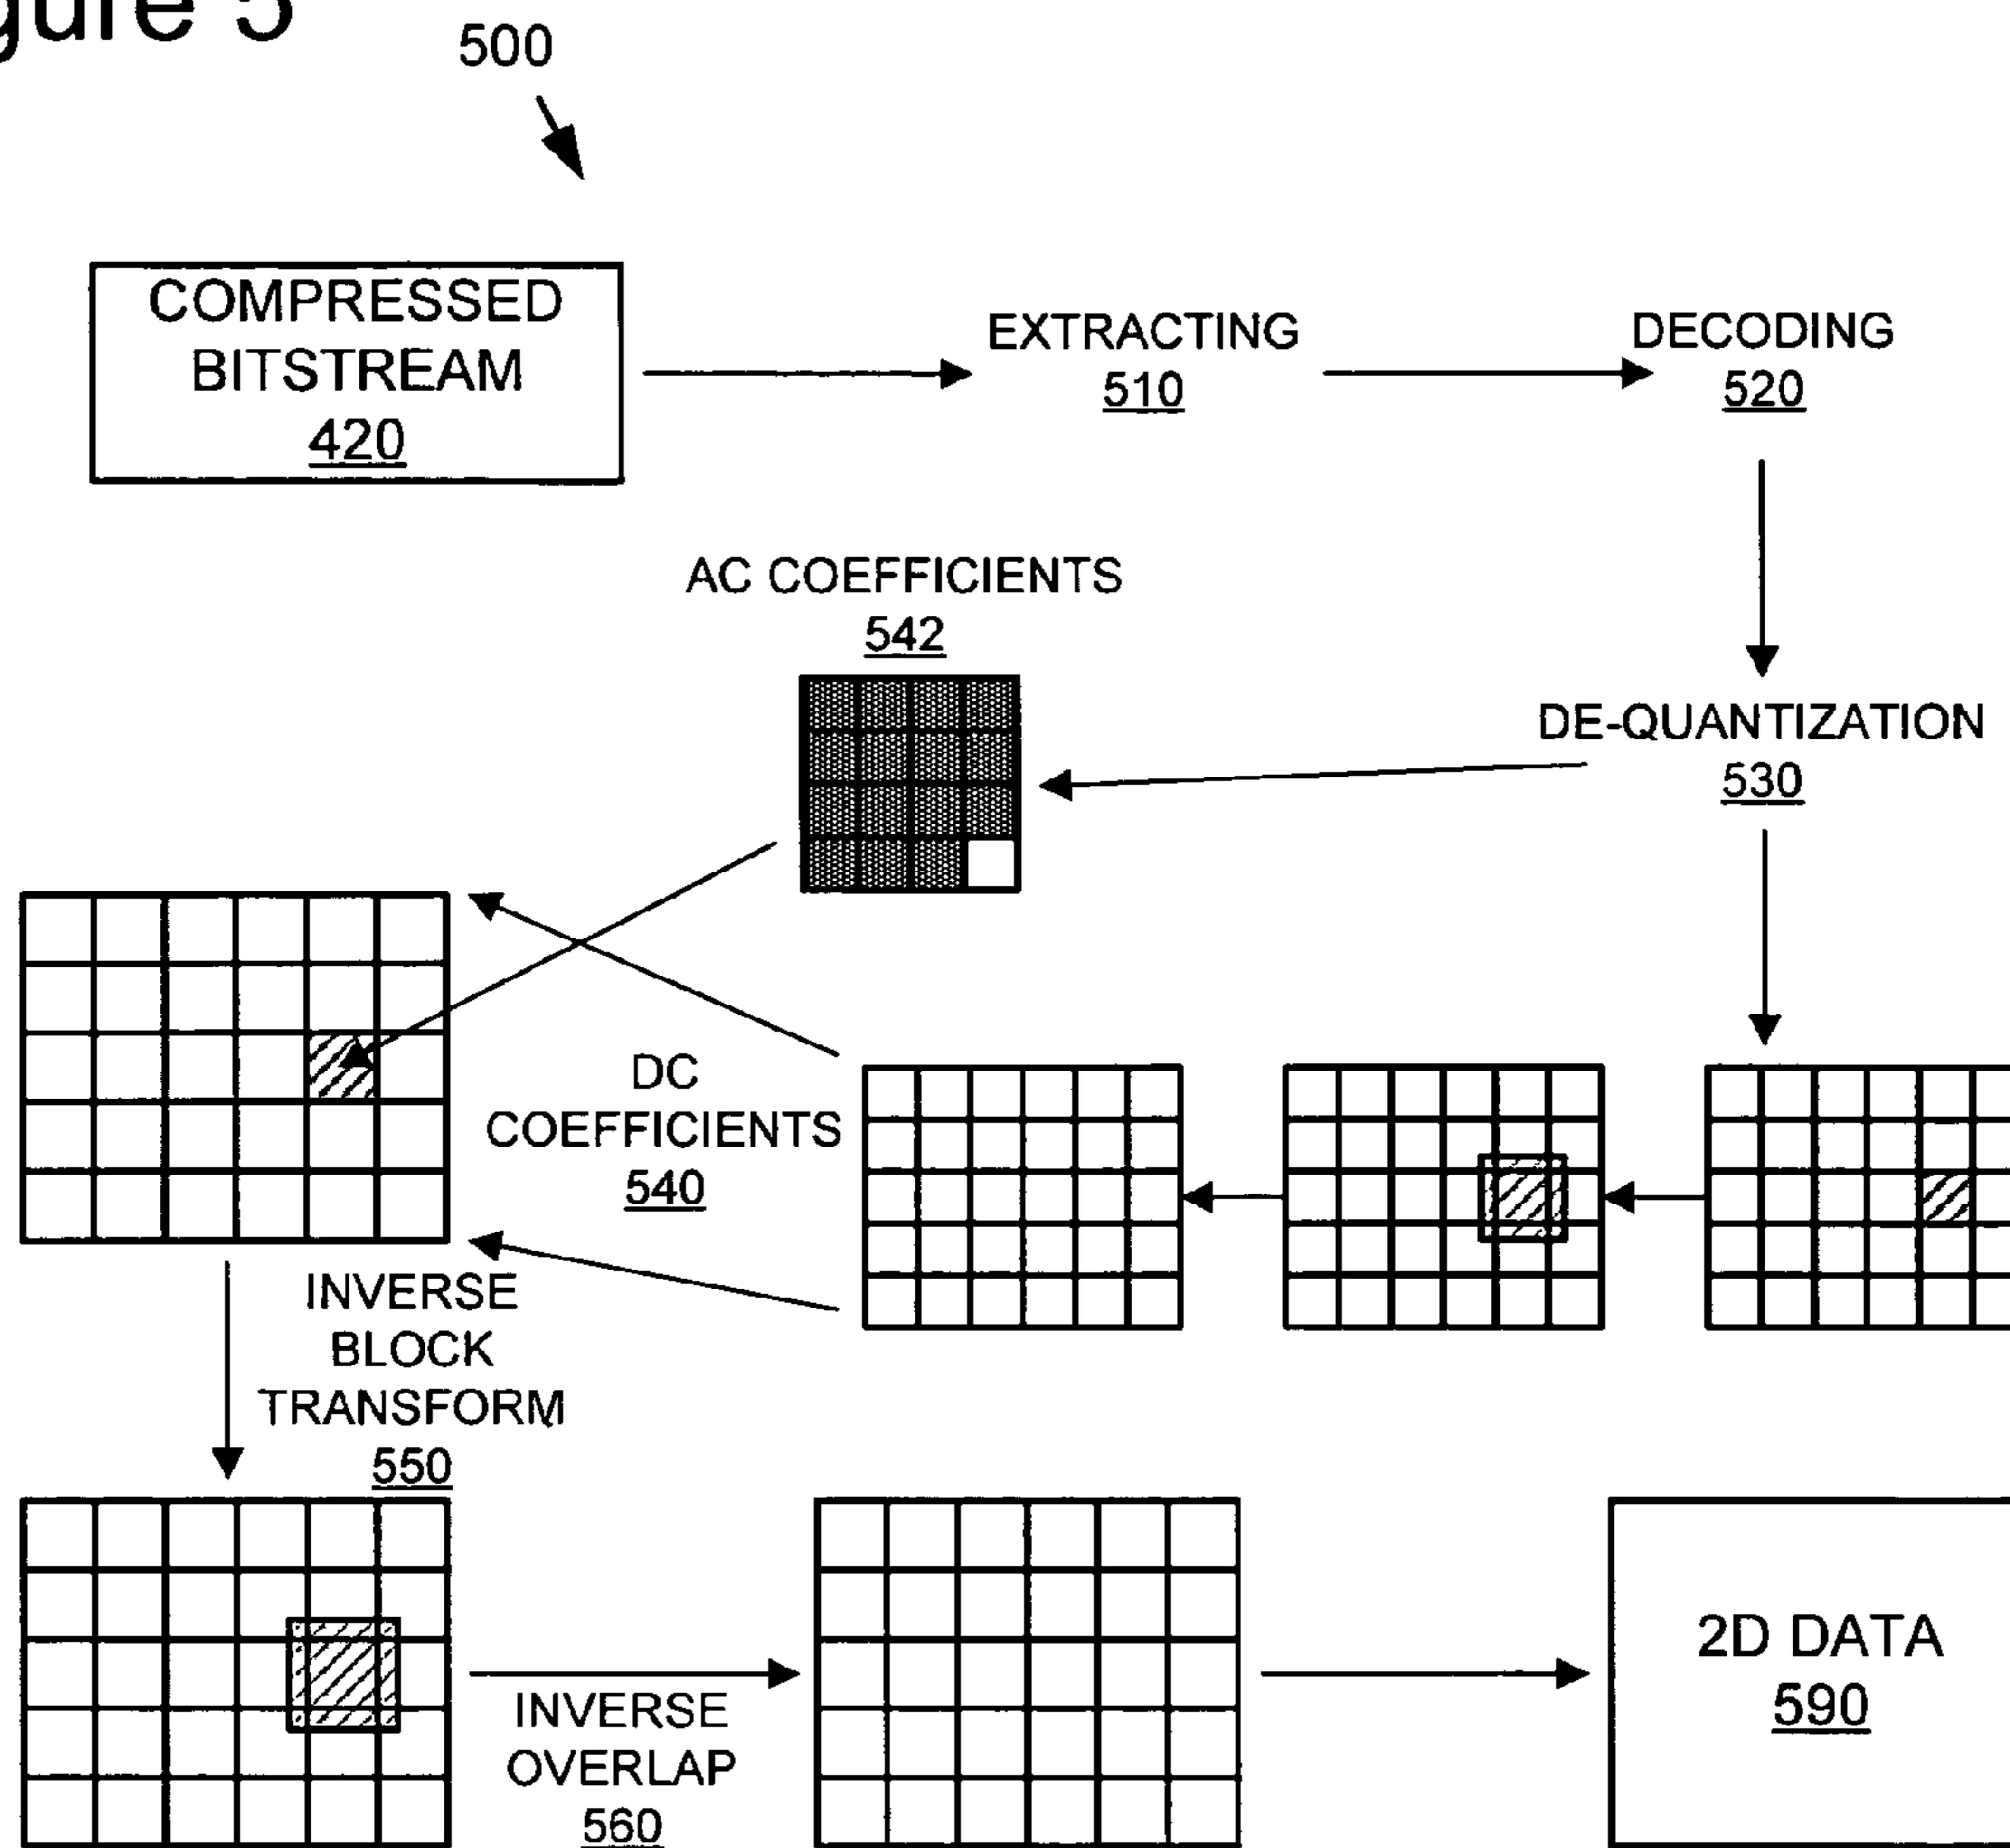 gure 5
500
COMPRESSED
BITSTREAM
420
EXTRACTING
510
DECODING
520
AC COEFFICIENTS
542
DE-QUANTIZATION
530
DC
COEFFICIENTS
540
INVERSE
BLOCK
TRANSFORM
550
INVERSE
OVERLAP
560
2D DATA
590